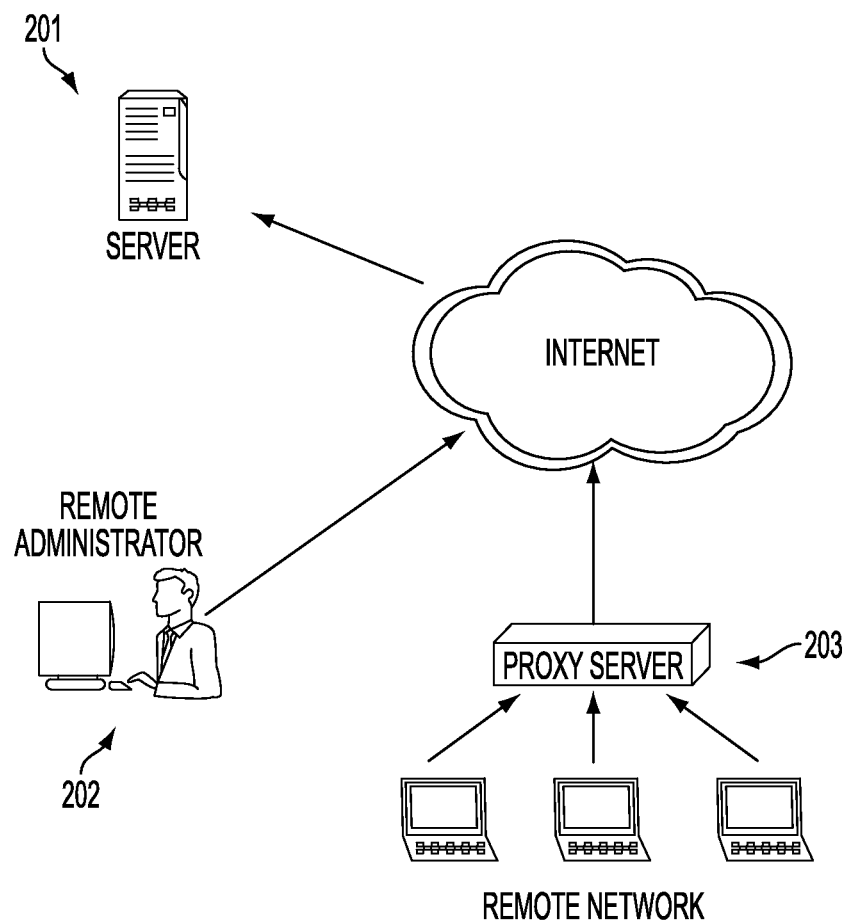 201
SERVER
INTERNET
REMOTE
ADMINISTRATOR
202
PROXY SERVER
203
REMOTE NETWORK